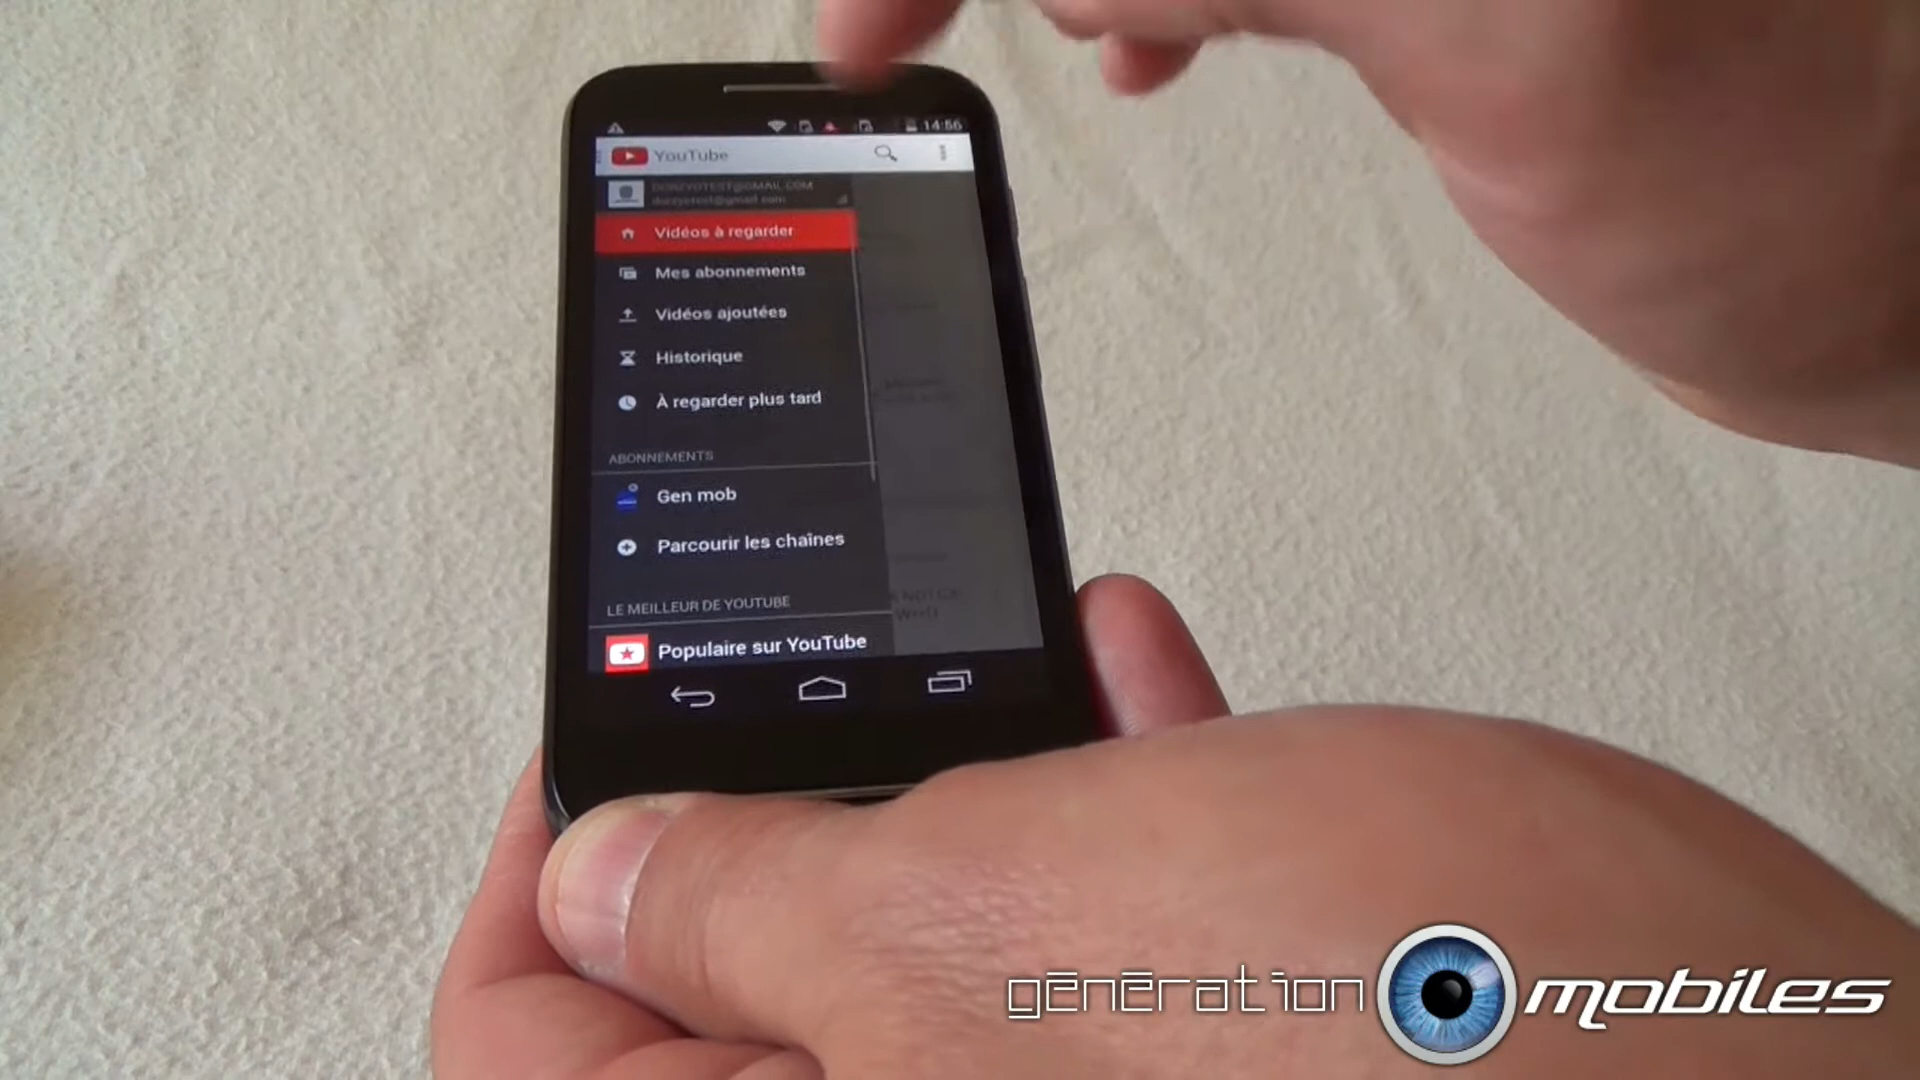 14:56
YouTube
Vidéos à regarder
Mes abonnements
Vidéos ajoutées
Historique
À regarder plus tard
ABONNEMENTS
Gen mob
Parcourir les chaînes
LE MEILLEUR DE YOUTUBE
Populaire sur YouTube
génération mobiles